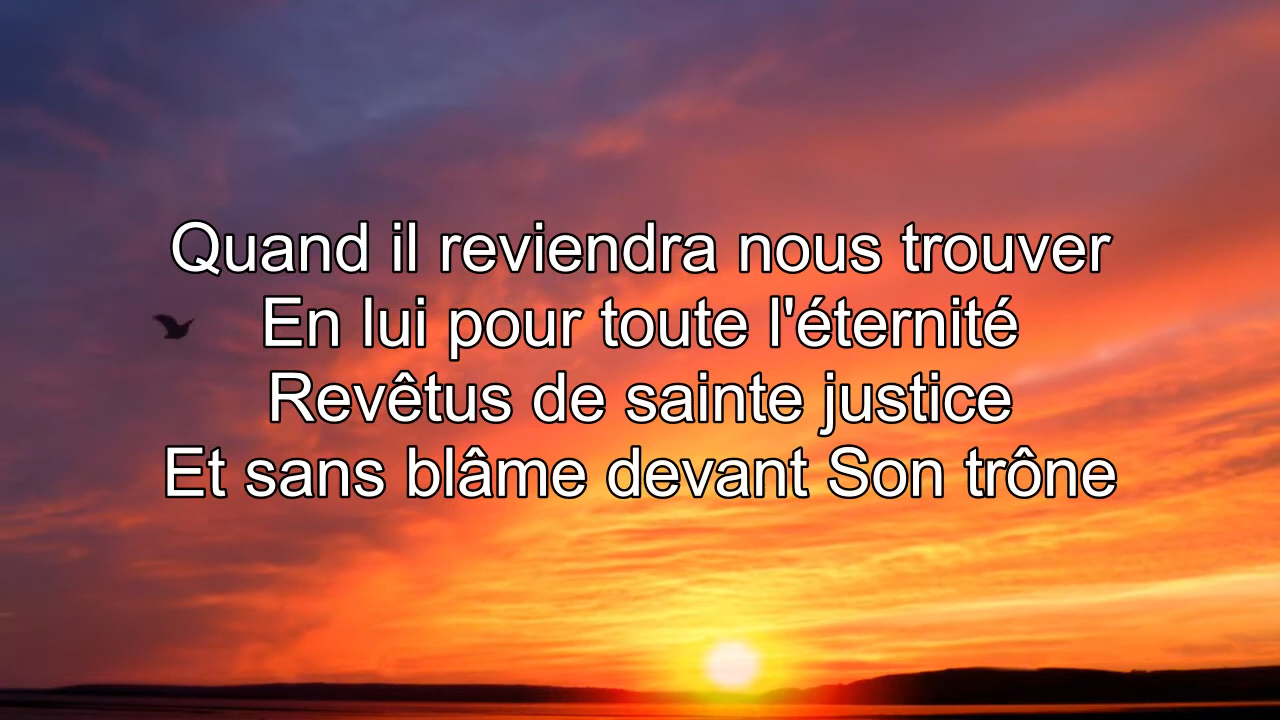 Quand il reviendra nous trouver
En lui pour toute l'éternité
Revêtus de sainte justice
Et sans blâme devant Son trône